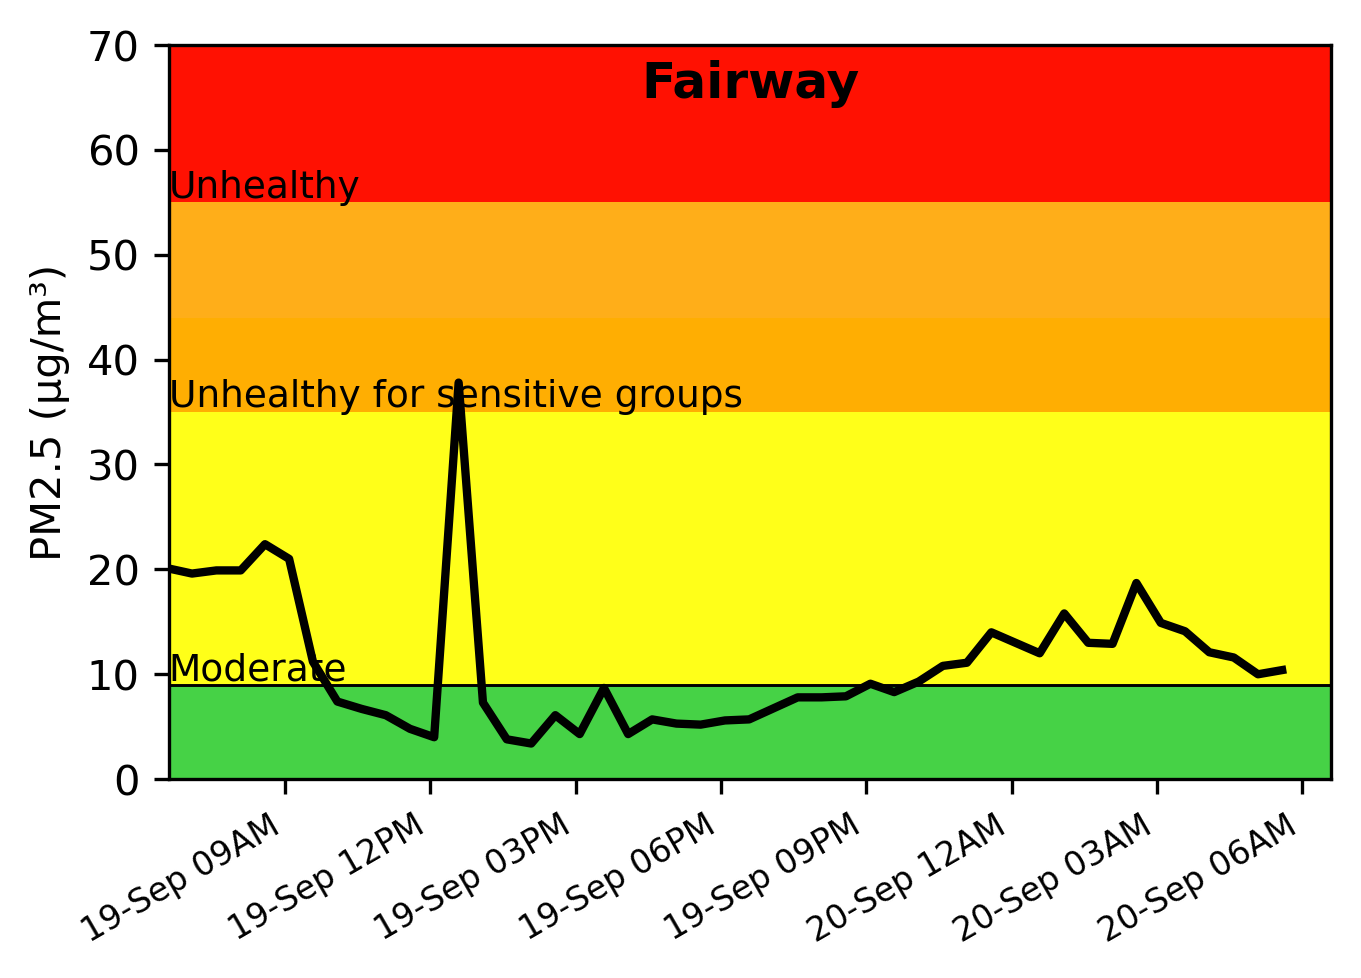 Fairway
70
60
50
40
30
20
10
0
PM2.5 (µg/m³)
Unhealthy
Unhealthy for sensitive groups
Moderate
19-Sep 09AM
19-Sep 12PM
19-Sep 03PM
19-Sep 06PM
19-Sep 09PM
20-Sep 12AM
20-Sep 03AM
20-Sep 06AM